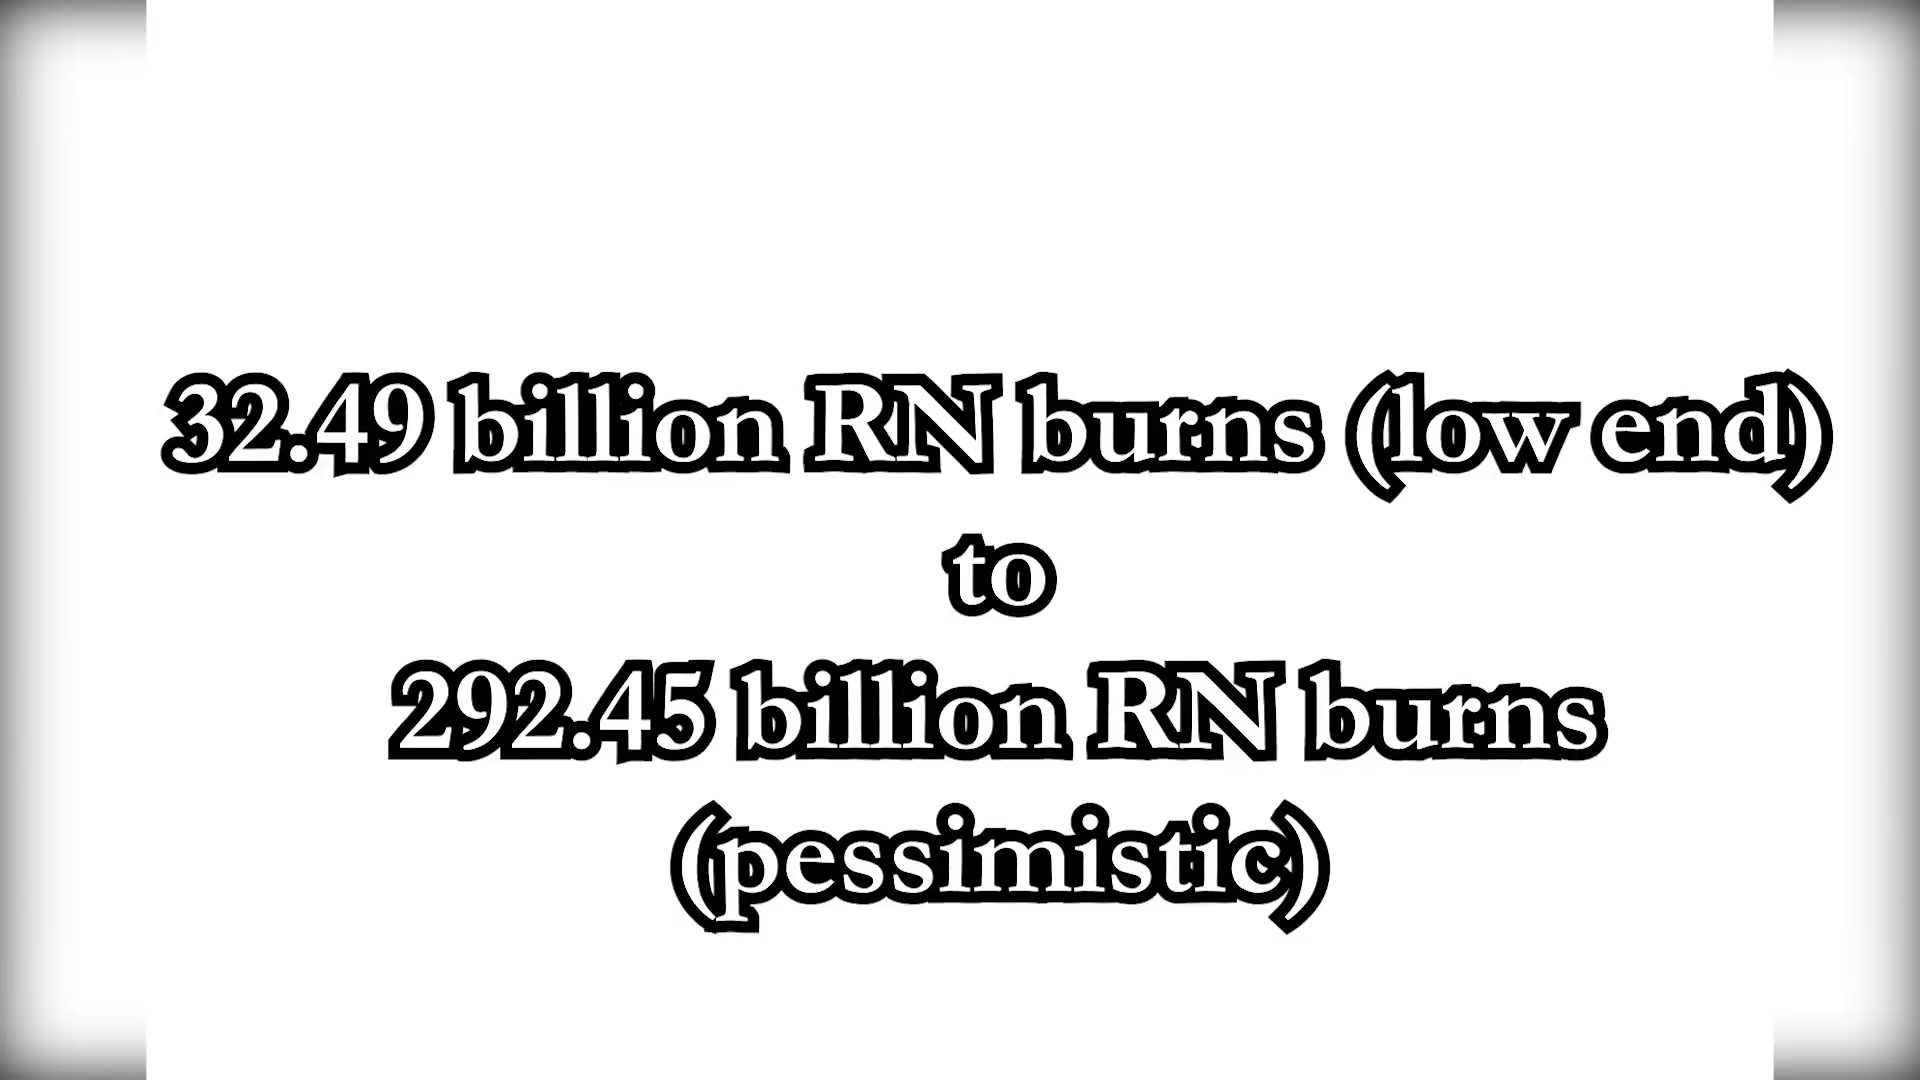 32.49 billion RN burns (low end)
to
292.45 billion RN burns
(pessimistic)